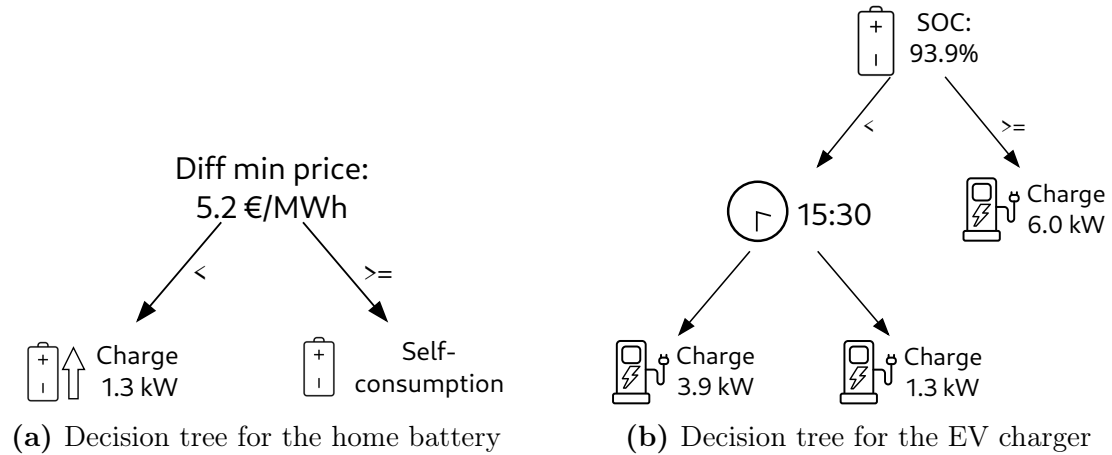 Diff min price:
5.2 €/MWh
<
>=
Charge
1.3 kW
Self-
consumption
(a) Decision tree for the home battery
SOC:
93.9%
<
>=
15:30
Charge
6.0 kW
Charge
3.9 kW
Charge
1.3 kW
(b) Decision tree for the EV charger